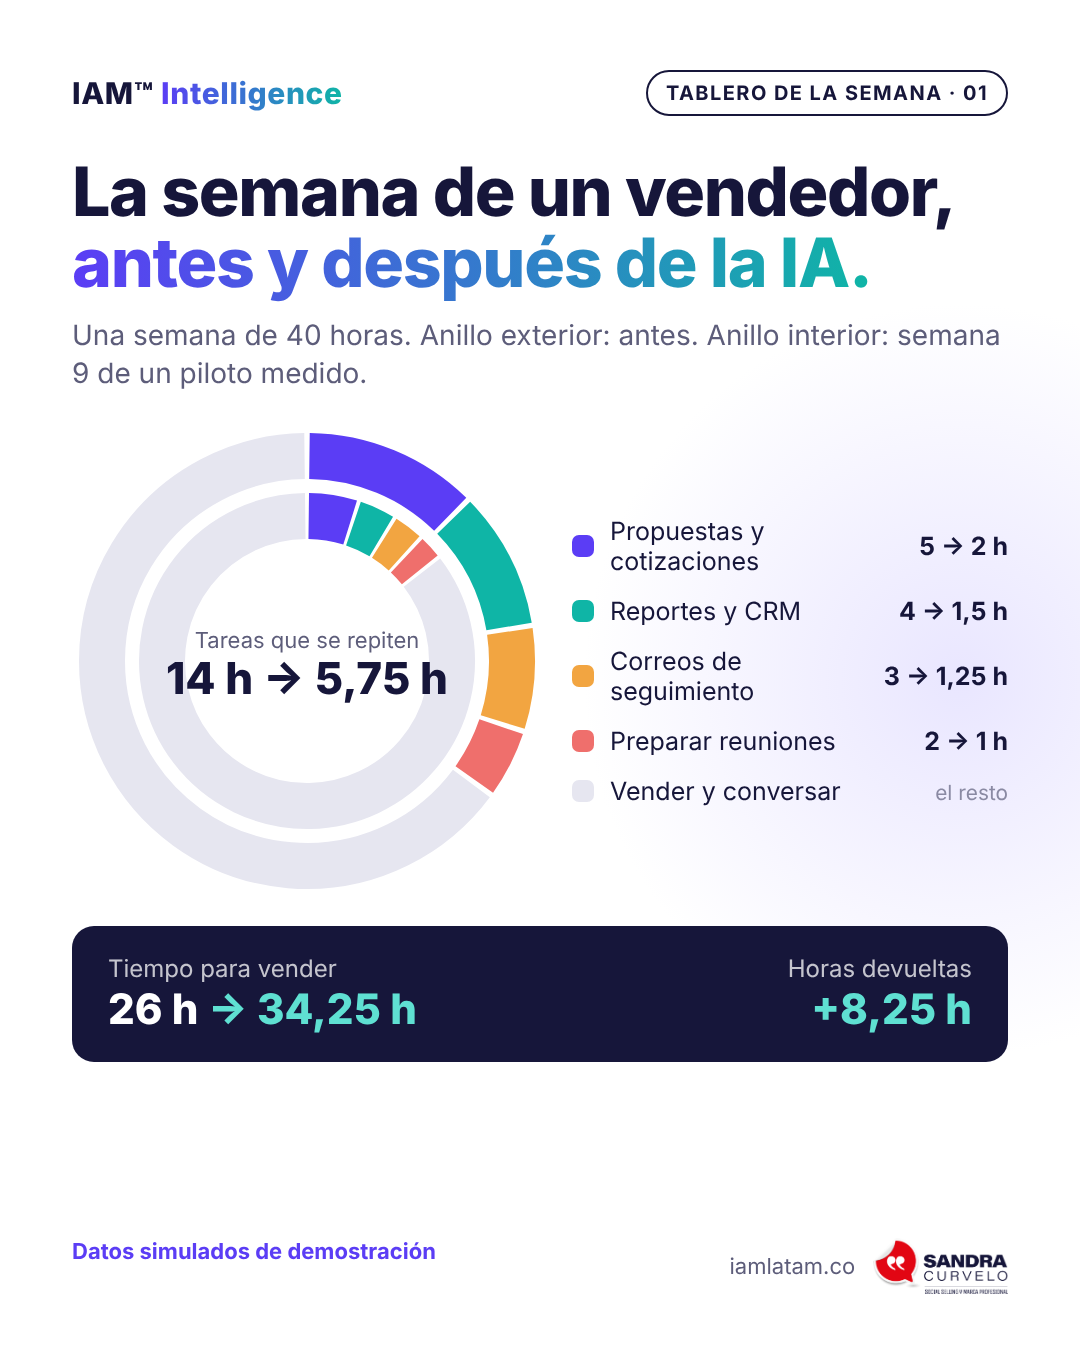 IAM™ Intelligence
TABLERO DE LA SEMANA · 01
La semana de un vendedor,
antes y después de la IA.
Una semana de 40 horas. Anillo exterior: antes. Anillo interior: semana
9 de un piloto medido.
Tareas que se repiten
14 h → 5,75 h
Propuestas y
cotizaciones
5 → 2 h
Reportes y CRM
4 → 1,5 h
Correos de
seguimiento
3 → 1,25 h
Preparar reuniones
2 → 1 h
Vender y conversar
el resto
Tiempo para vender
26 h → 34,25 h
Horas devueltas
+8,25 h
Datos simulados de demostración
iamlatam.co
SANDRA
CURVELO
SOCIAL SELLING Y MARCA PROFESIONAL